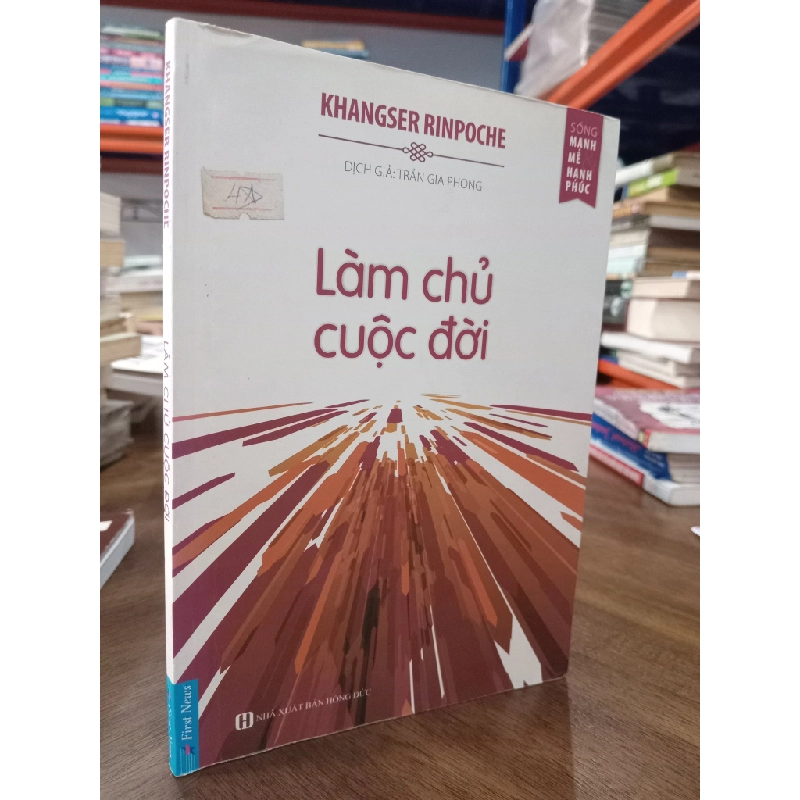 KHANGSER RINPOCHE
DỊCH GIẢ: TRẦN GIA PHONG
SỐNG
MẠNH
MẼ
HẠNH
PHÚC
Làm chủ
cuộc đời
H NHÀ XUẤT BẢN HỒNG ĐỨC
KHANGSER RINPOCHE
LÀM CHỦ CUỘC ĐỜI
First News